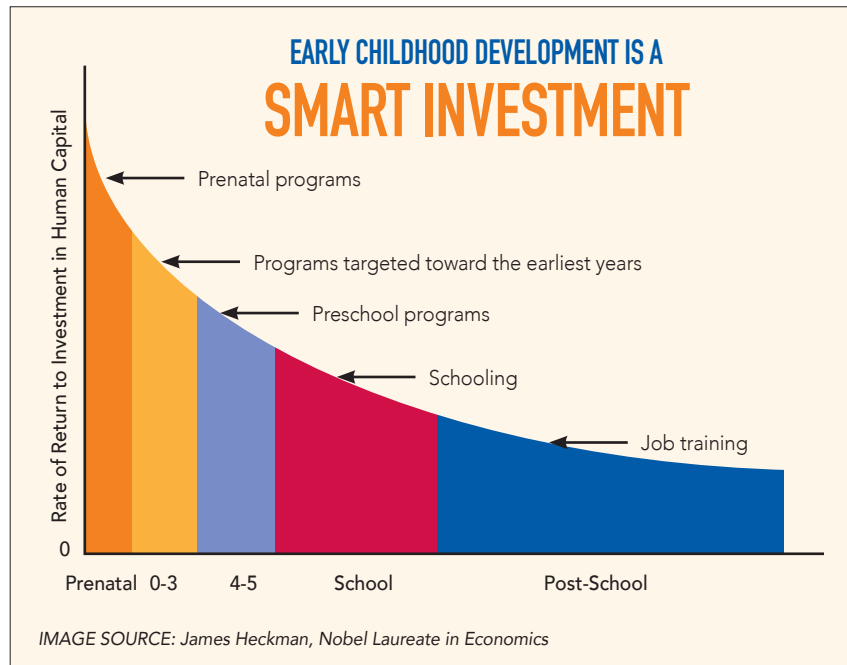 EARLY CHILDHOOD DEVELOPMENT IS A
SMART INVESTMENT
Rate of Return to Investment in Human Capital
Prenatal programs
Programs targeted toward the earliest years
Preschool programs
Schooling
Job training
0
Prenatal 0-3 4-5 School Post-School
IMAGE SOURCE: James Heckman, Nobel Laureate in Economics